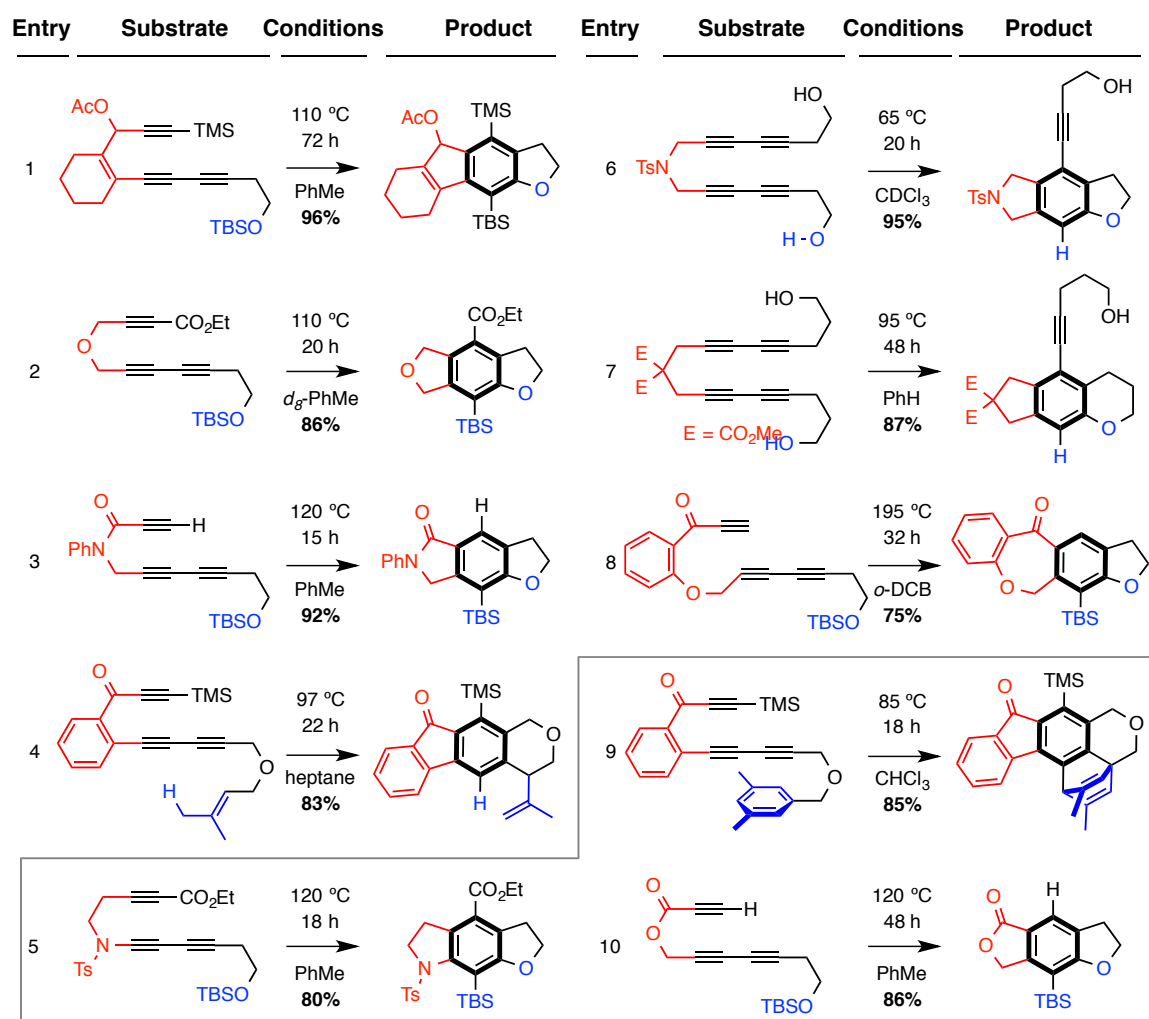 Entry Substrate Conditions Product Entry Substrate Conditions Product
1
AcO
TMS
TBSO
110 ºC
72 h
PhMe
96%
AcO
TMS
O
TBS
2
O
CO2Et
TBSO
110 ºC
20 h
d8-PhMe
86%
CO2Et
O
O
TBS
3
O
H
PhN
TBSO
120 ºC
15 h
PhMe
92%
O
H
PhN
O
TBS
4
O
TMS
O
H
97 ºC
22 h
heptane
83%
O
TMS
O
H
5
CO2Et
N
Ts
TBSO
120 ºC
18 h
PhMe
80%
CO2Et
N
Ts
O
TBS
6
HO
TsN
H-O
65 ºC
20 h
CDCl3
95%
OH
TsN
O
H
7
HO
E
E
E = CO2Me
HO
95 ºC
48 h
PhH
87%
OH
E
E
O
H
8
O
O
TBSO
195 ºC
32 h
o-DCB
75%
O
O
O
TBS
9
O
TMS
O
85 ºC
18 h
CHCl3
85%
O
TMS
O
10
O
H
O
TBSO
120 ºC
48 h
PhMe
86%
O
H
O
O
TBS